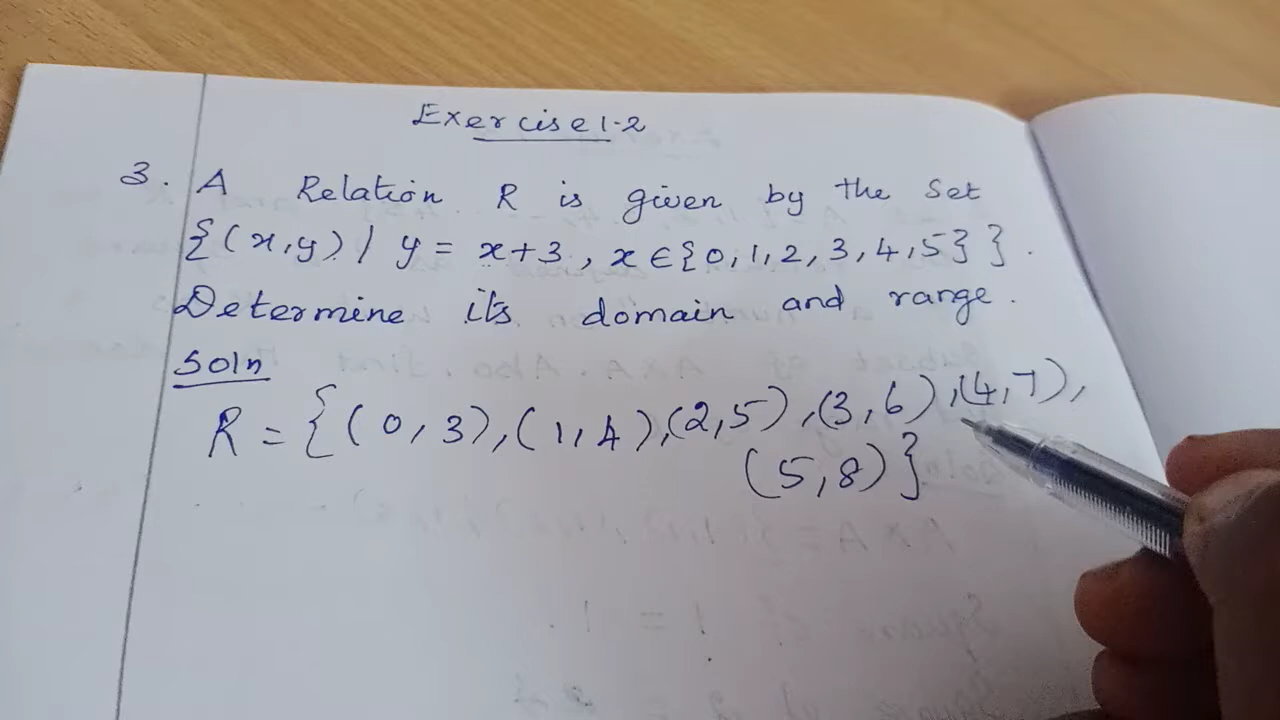 Exercise 1.2
3. A Relation R is given by the Set
{(x,y) / y = x+3, x ∈ {0,1,2,3,4,5}}.
Determine its domain and range.
Soln
R = {(0,3),(1,4),(2,5),(3,6),(4,7),
(5,8)}